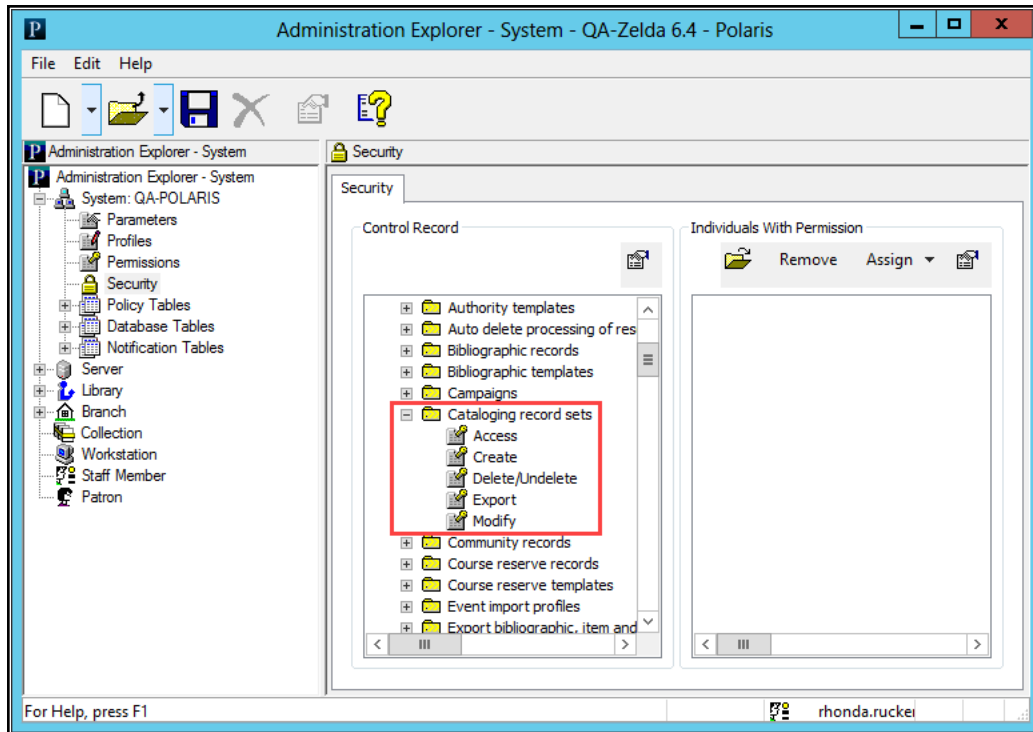 P
Administration Explorer - System - QA-Zelda 6.4 - Polaris
x
File Edit Help
P Administration Explorer - System
Security
P Administration Explorer - System
System: QA-POLARIS
Parameters
Profiles
Permissions
Security
Policy Tables
Database Tables
Notification Tables
Server
Library
Branch
Collection
Workstation
Staff Member
Patron
Security
Control Record
Authority templates
Auto delete processing of res
Bibliographic records
Bibliographic templates
Campaigns
Cataloging record sets
Access
Create
Delete/Undelete
Export
Modify
Community records
Course reserve records
Course reserve templates
Event import profiles
Export bibliographic, item and
Individuals With Permission
Remove Assign
For Help, press F1
rhonda.rucker